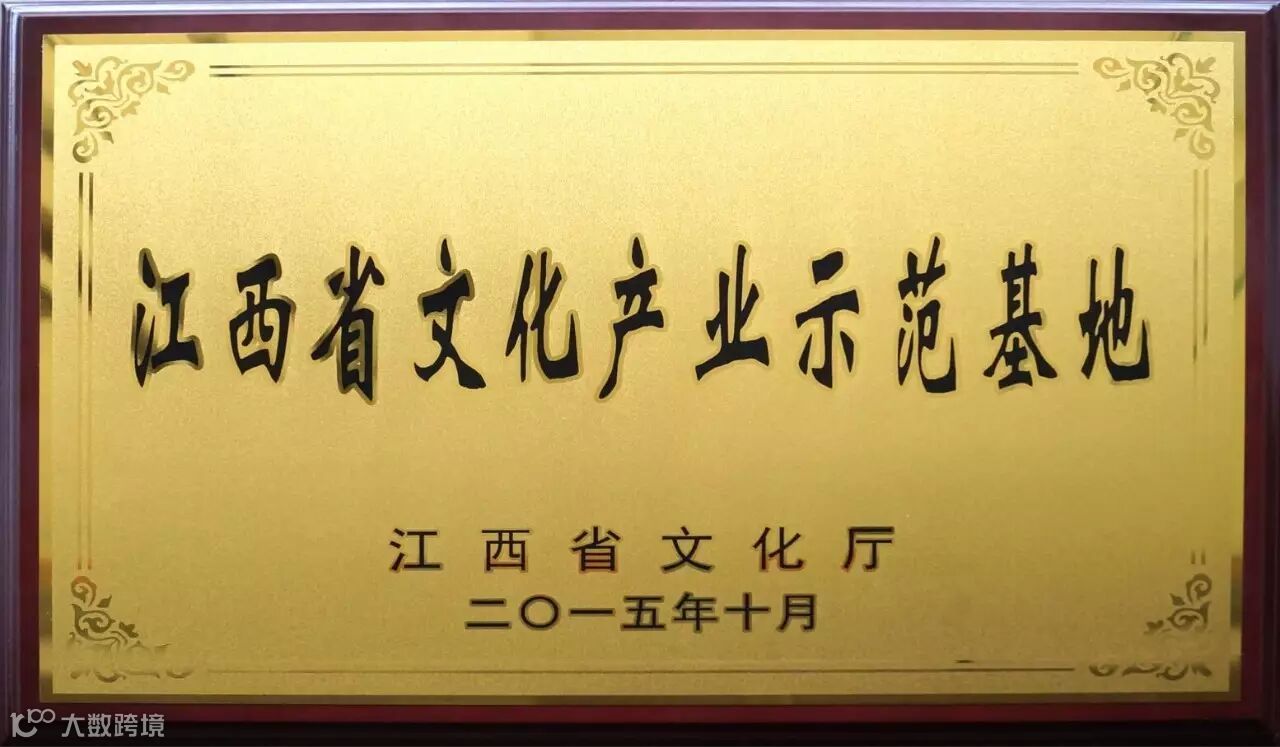 江西省文化产业示范基地
江西省文化厅
二〇一五年十月
大数跨境